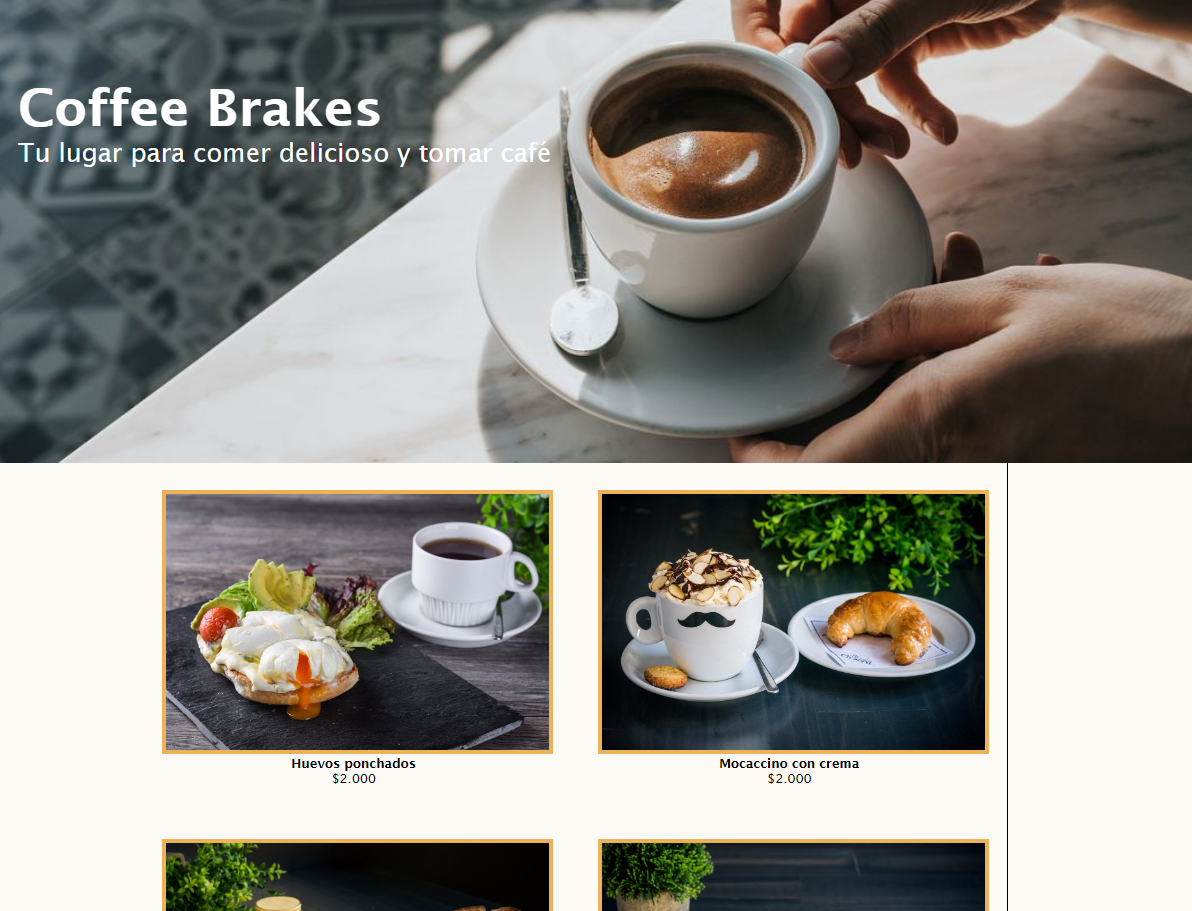 Coffee Brakes
Tu lugar para comer delicioso y tomar café
Huevos ponchados
$2.000
Mocaccino con crema
$2.000